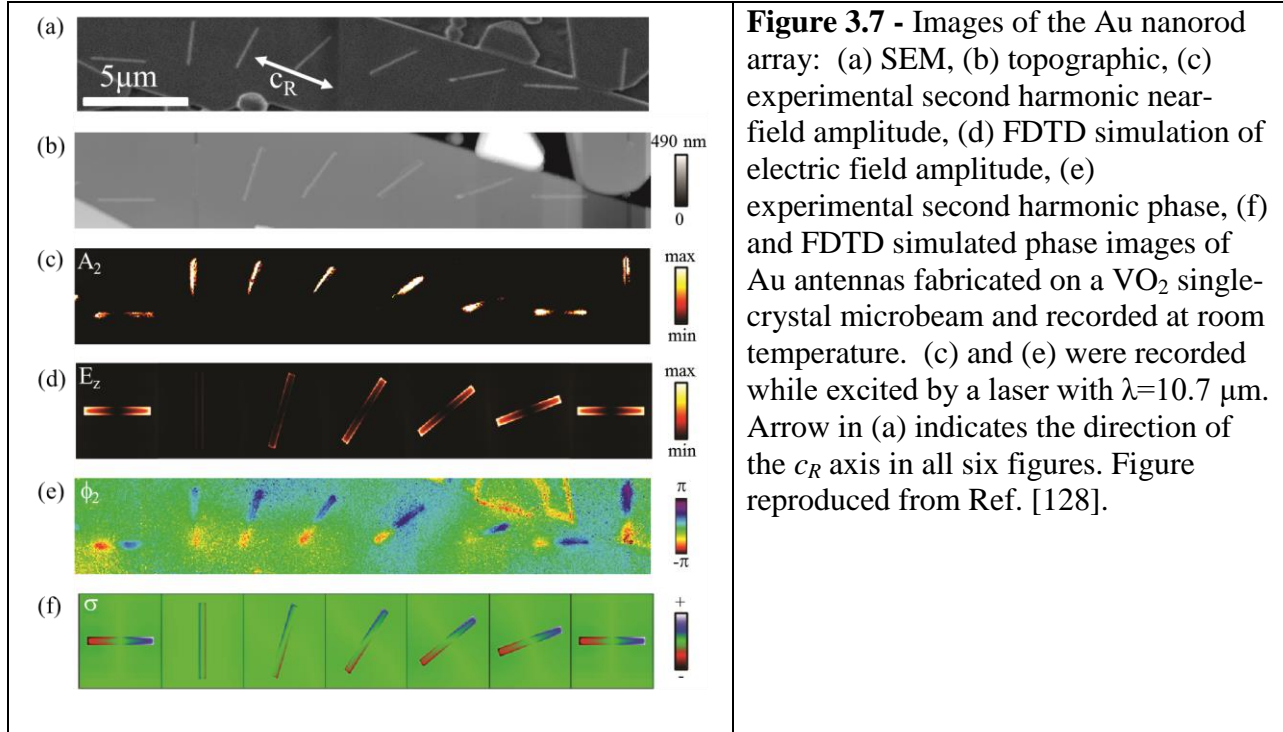 (a)
5μm
c_R
(b)
490 nm
0
(c)
A₂
max
min
(d)
E_z
max
min
(e)
ϕ₂
π
-π
(f)
σ
+
-
Figure 3.7 - Images of the Au nanorod
array: (a) SEM, (b) topographic, (c)
experimental second harmonic near-
field amplitude, (d) FDTD simulation of
electric field amplitude, (e)
experimental second harmonic phase, (f)
and FDTD simulated phase images of
Au antennas fabricated on a VO₂ single-
crystal microbeam and recorded at room
temperature. (c) and (e) were recorded
while excited by a laser with λ=10.7 μm.
Arrow in (a) indicates the direction of
the c_R axis in all six figures. Figure
reproduced from Ref. [128].